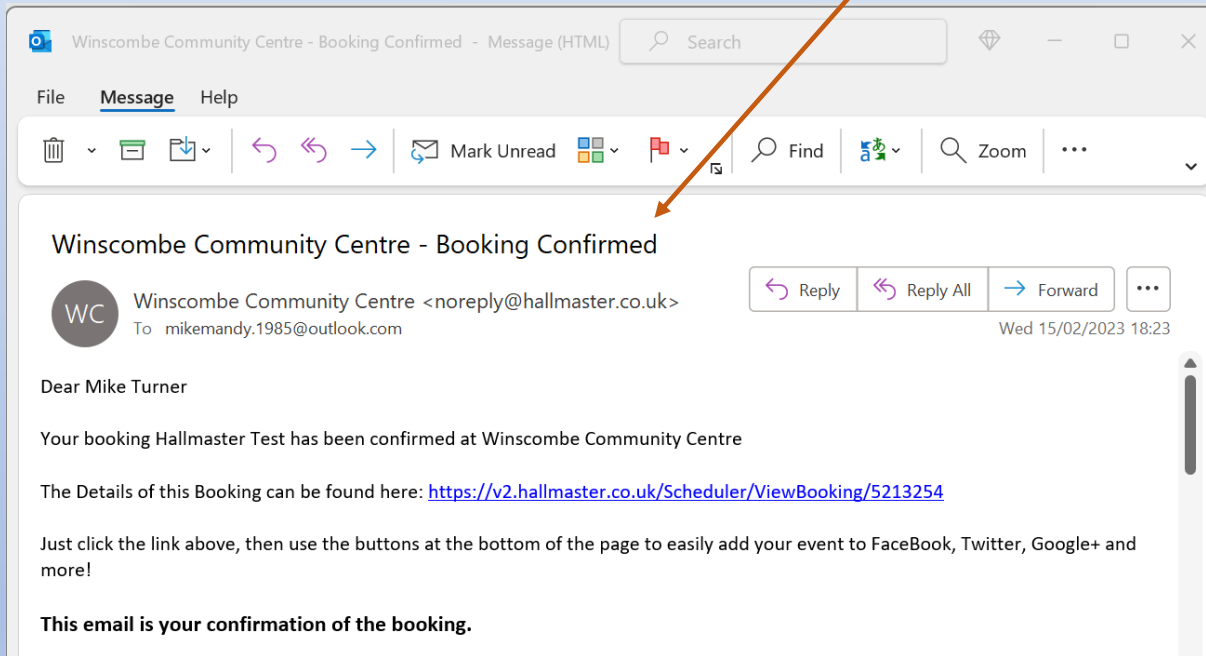 Winscombe Community Centre - Booking Confirmed - Message (HTML)
Search
File Message Help
Mark Unread Find Zoom
Winscombe Community Centre - Booking Confirmed
WC
Winscombe Community Centre <noreply@hallmaster.co.uk>
To mikemandy.1985@outlook.com
Reply Reply All Forward
Wed 15/02/2023 18:23
Dear Mike Turner
Your booking Hallmaster Test has been confirmed at Winscombe Community Centre
The Details of this Booking can be found here: https://v2.hallmaster.co.uk/Scheduler/ViewBooking/5213254
Just click the link above, then use the buttons at the bottom of the page to easily add your event to FaceBook, Twitter, Google+ and
more!
This email is your confirmation of the booking.